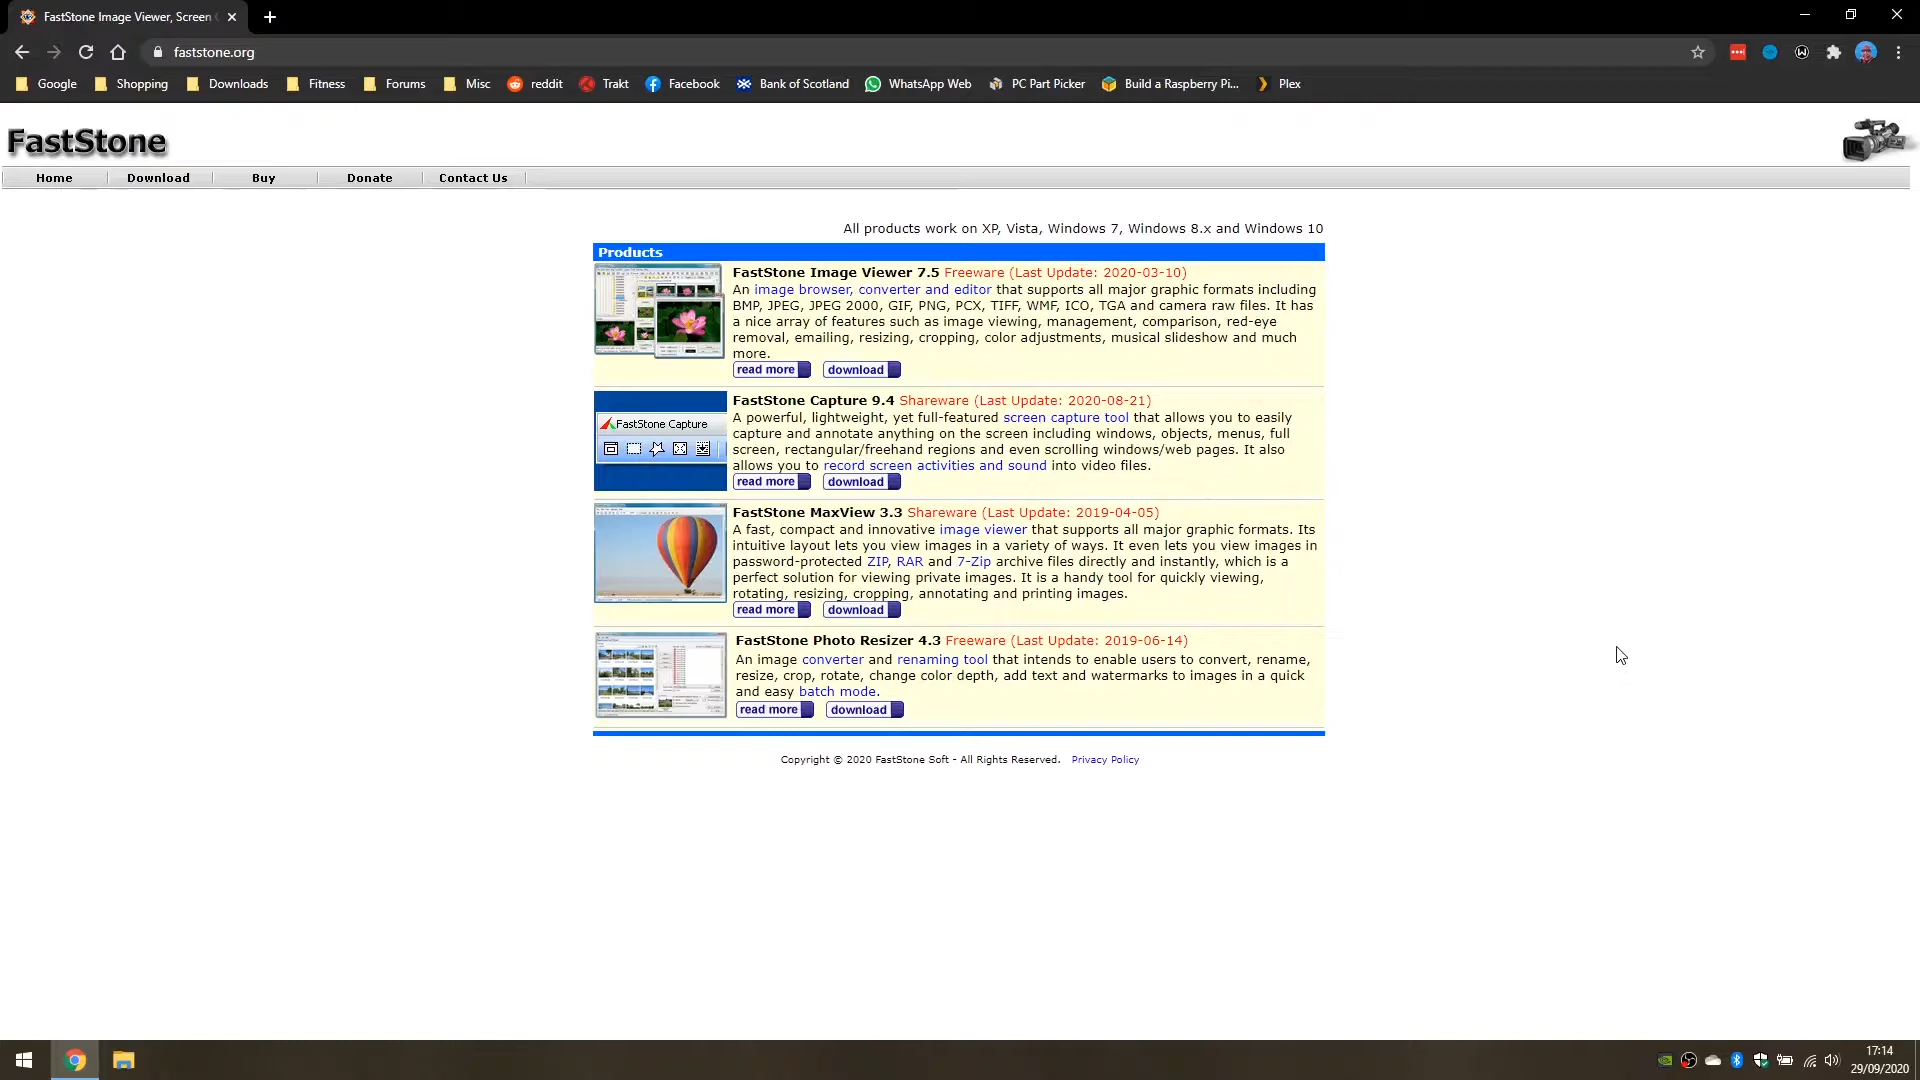 FastStone Image Viewer, Screen
faststone.org
Google Shopping Downloads Fitness Forums Misc reddit Trakt Facebook Bank of Scotland WhatsApp Web PC Part Picker Build a Raspberry Pi... Plex
FastStone
Home Download Buy Donate Contact Us
All products work on XP, Vista, Windows 7, Windows 8.x and Windows 10
Products
FastStone Image Viewer 7.5 Freeware (Last Update: 2020-03-10)
An image browser, converter and editor that supports all major graphic formats including
BMP, JPEG, JPEG 2000, GIF, PNG, PCX, TIFF, WMF, ICO, TGA and camera raw files. It has
a nice array of features such as image viewing, management, comparison, red-eye
removal, emailing, resizing, cropping, color adjustments, musical slideshow and much
more.
read more download
FastStone Capture
FastStone Capture 9.4 Shareware (Last Update: 2020-08-21)
A powerful, lightweight, yet full-featured screen capture tool that allows you to easily
capture and annotate anything on the screen including windows, objects, menus, full
screen, rectangular/freehand regions and even scrolling windows/web pages. It also
allows you to record screen activities and sound into video files.
read more download
FastStone MaxView 3.3 Shareware (Last Update: 2019-04-05)
A fast, compact and innovative image viewer that supports all major graphic formats. Its
intuitive layout lets you view images in a variety of ways. It even lets you view images in
password-protected ZIP, RAR and 7-Zip archive files directly and instantly, which is a
perfect solution for viewing private images. It is a handy tool for quickly viewing,
rotating, resizing, cropping, annotating and printing images.
read more download
FastStone Photo Resizer 4.3 Freeware (Last Update: 2019-06-14)
An image converter and renaming tool that intends to enable users to convert, rename,
resize, crop, rotate, change color depth, add text and watermarks to images in a quick
and easy batch mode.
read more download
Copyright © 2020 FastStone Soft - All Rights Reserved. Privacy Policy
17:14
29/09/2020